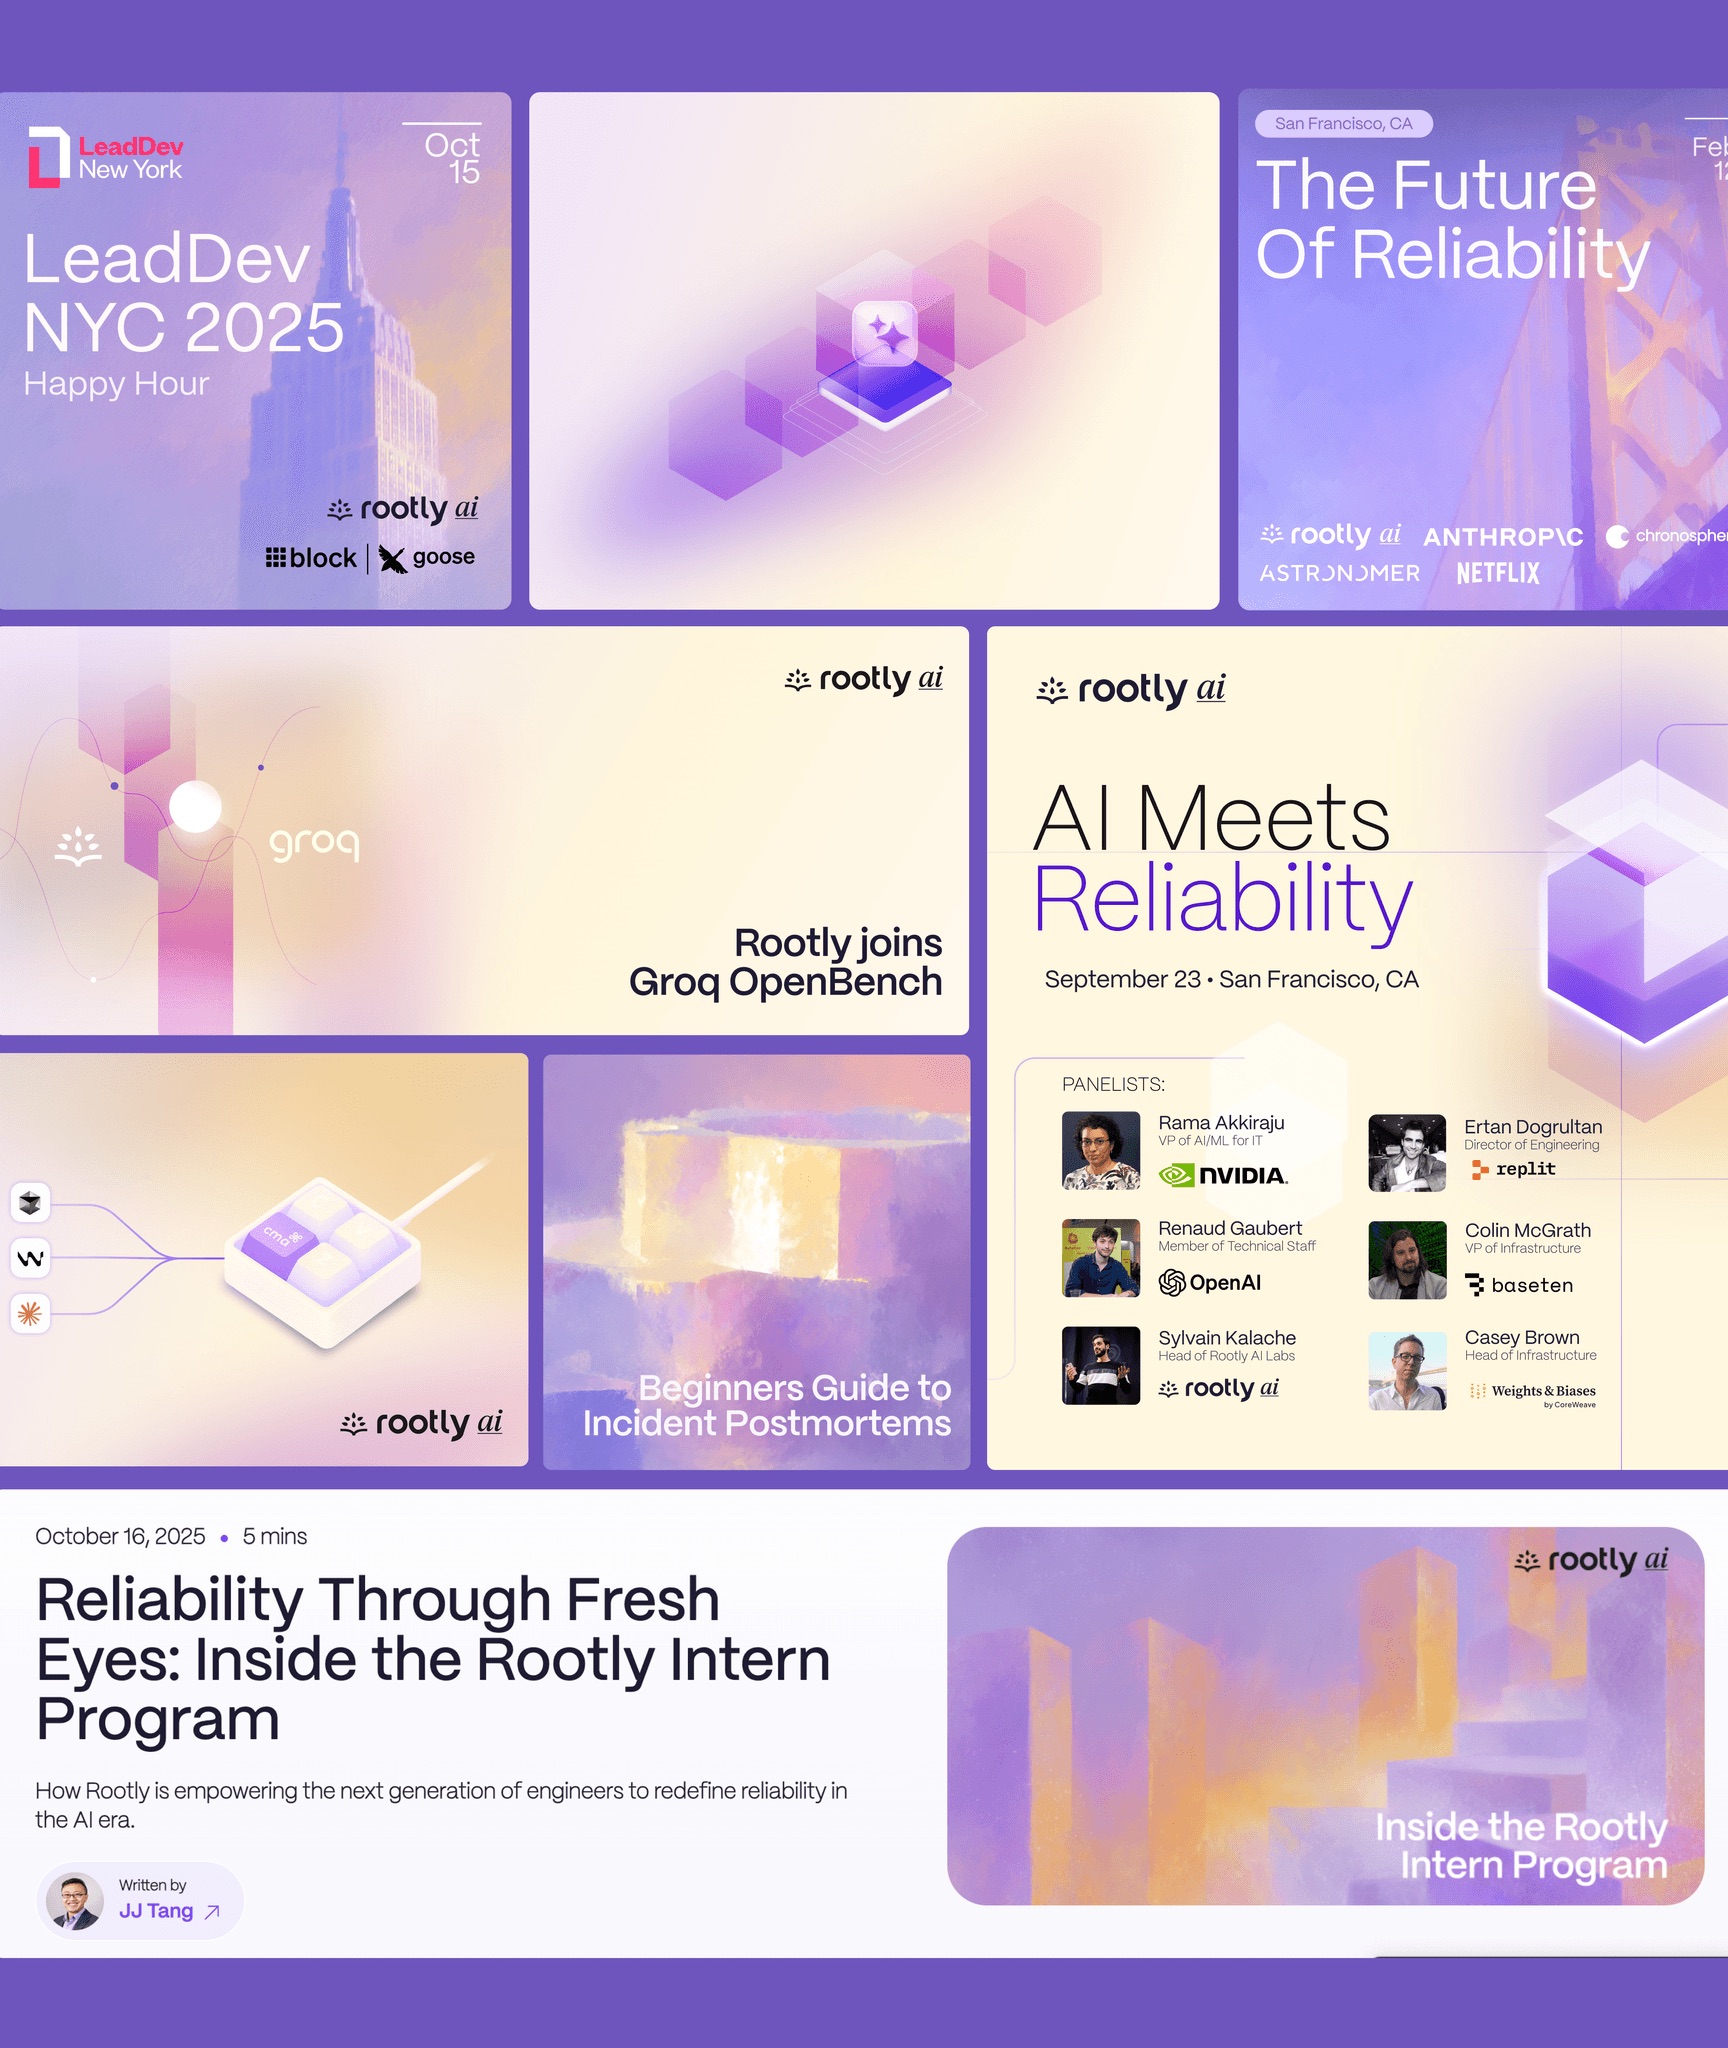 LeadDev
New York
Oct
15
LeadDev
NYC 2025
Happy Hour
rootly ai
block
goose
San Francisco, CA
The Future
Of Reliability
rootly ai
ANTHROP\C
ASTRONOMER
NETFLIX
groq
rootly ai
Rootly joins
Groq OpenBench
rootly ai
AI Meets
Reliability
September 23 • San Francisco, CA
PANELISTS:
Rama Akkiraju
VP of AI/ML for IT
NVIDIA.
Ertan Dogrultan
Director of Engineering
replit
Renaud Gaubert
Member of Technical Staff
OpenAI
Colin McGrath
VP of Infrastructure
baseten
Sylvain Kalache
Head of Rootly AI Labs
rootly ai
Casey Brown
Head of Infrastructure
Weights & Biases
by CoreWeave
cmd ⌘
rootly ai
Beginners Guide to
Incident Postmortems
October 16, 2025 • 5 mins
Reliability Through Fresh
Eyes: Inside the Rootly Intern
Program
How Rootly is empowering the next generation of engineers to redefine reliability in
the AI era.
Written by
JJ Tang
rootly ai
Inside the Rootly
Intern Program